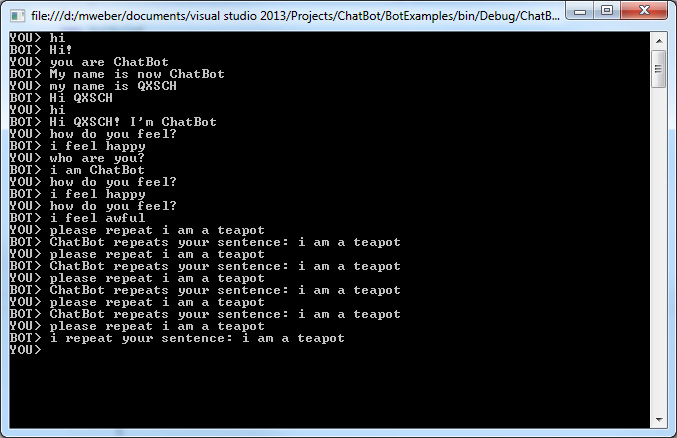 file:///d:/mweber/documents/visual studio 2013/Projects/ChatBot/BotExamples/bin/Debug/ChatB...
YOU> hi
BOT> Hi!
YOU> you are ChatBot
BOT> My name is now ChatBot
YOU> my name is QXSCH
BOT> Hi QXSCH
YOU> hi
BOT> Hi QXSCH! I'm ChatBot
YOU> how do you feel?
BOT> i feel happy
YOU> who are you?
BOT> i am ChatBot
YOU> how do you feel?
BOT> i feel happy
YOU> how do you feel?
BOT> i feel awful
YOU> please repeat i am a teapot
BOT> ChatBot repeats your sentence: i am a teapot
YOU> please repeat i am a teapot
BOT> ChatBot repeats your sentence: i am a teapot
YOU> please repeat i am a teapot
BOT> ChatBot repeats your sentence: i am a teapot
YOU> please repeat i am a teapot
BOT> ChatBot repeats your sentence: i am a teapot
YOU> please repeat i am a teapot
BOT> i repeat your sentence: i am a teapot
YOU>